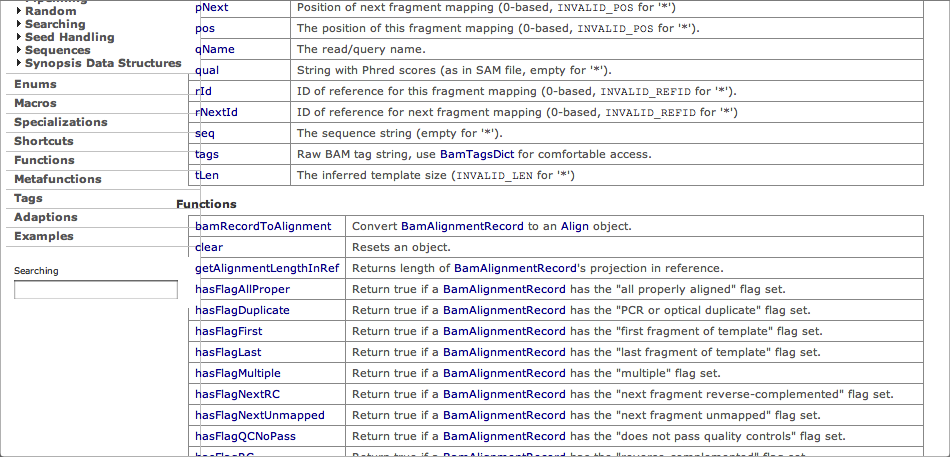 Random
Searching
Seed Handling
Sequences
Synopsis Data Structures
Enums
Macros
Specializations
Shortcuts
Functions
Metafunctions
Tags
Adaptions
Examples
Searching
pNext Position of next fragment mapping (0-based, INVALID_POS for '*')
pos The position of this fragment mapping (0-based, INVALID_POS for '*').
qName The read/query name.
qual String with Phred scores (as in SAM file, empty for '*').
rId ID of reference for this fragment mapping (0-based, INVALID_REFID for '*').
rNextId ID of reference for next fragment mapping (0-based, INVALID_REFID for '*')
seq The sequence string (empty for '*').
tags Raw BAM tag string, use BamTagsDict for comfortable access.
tLen The inferred template size (INVALID_LEN for '*')
Functions
bamRecordToAlignment Convert BamAlignmentRecord to an Align object.
clear Resets an object.
getAlignmentLengthInRef Returns length of BamAlignmentRecord's projection in reference.
hasFlagAllProper Return true if a BamAlignmentRecord has the "all properly aligned" flag set.
hasFlagDuplicate Return true if a BamAlignmentRecord has the "PCR or optical duplicate" flag set.
hasFlagFirst Return true if a BamAlignmentRecord has the "first fragment of template" flag set.
hasFlagLast Return true if a BamAlignmentRecord has the "last fragment of template" flag set.
hasFlagMultiple Return true if a BamAlignmentRecord has the "multiple" flag set.
hasFlagNextRC Return true if a BamAlignmentRecord has the "next fragment reverse-complemented" flag set.
hasFlagNextUnmapped Return true if a BamAlignmentRecord has the "next fragment unmapped" flag set.
hasFlagQCNoPass Return true if a BamAlignmentRecord has the "does not pass quality controls" flag set.
hasFlagRC Return true if a BamAlignmentRecord has the "reverse-complemented" flag set.